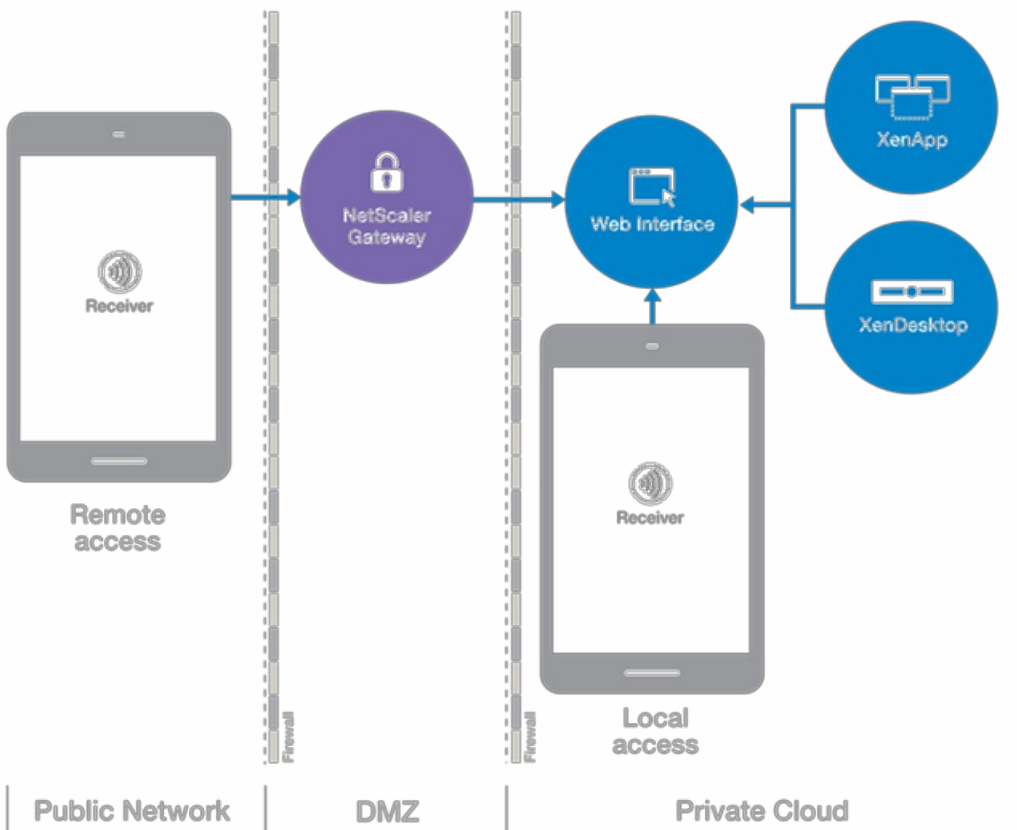 Receiver
Remote
access
Firewall
NetScaler
Gateway
Firewall
Web Interface
XenApp
XenDesktop
Receiver
Local
access
Public Network
DMZ
Private Cloud